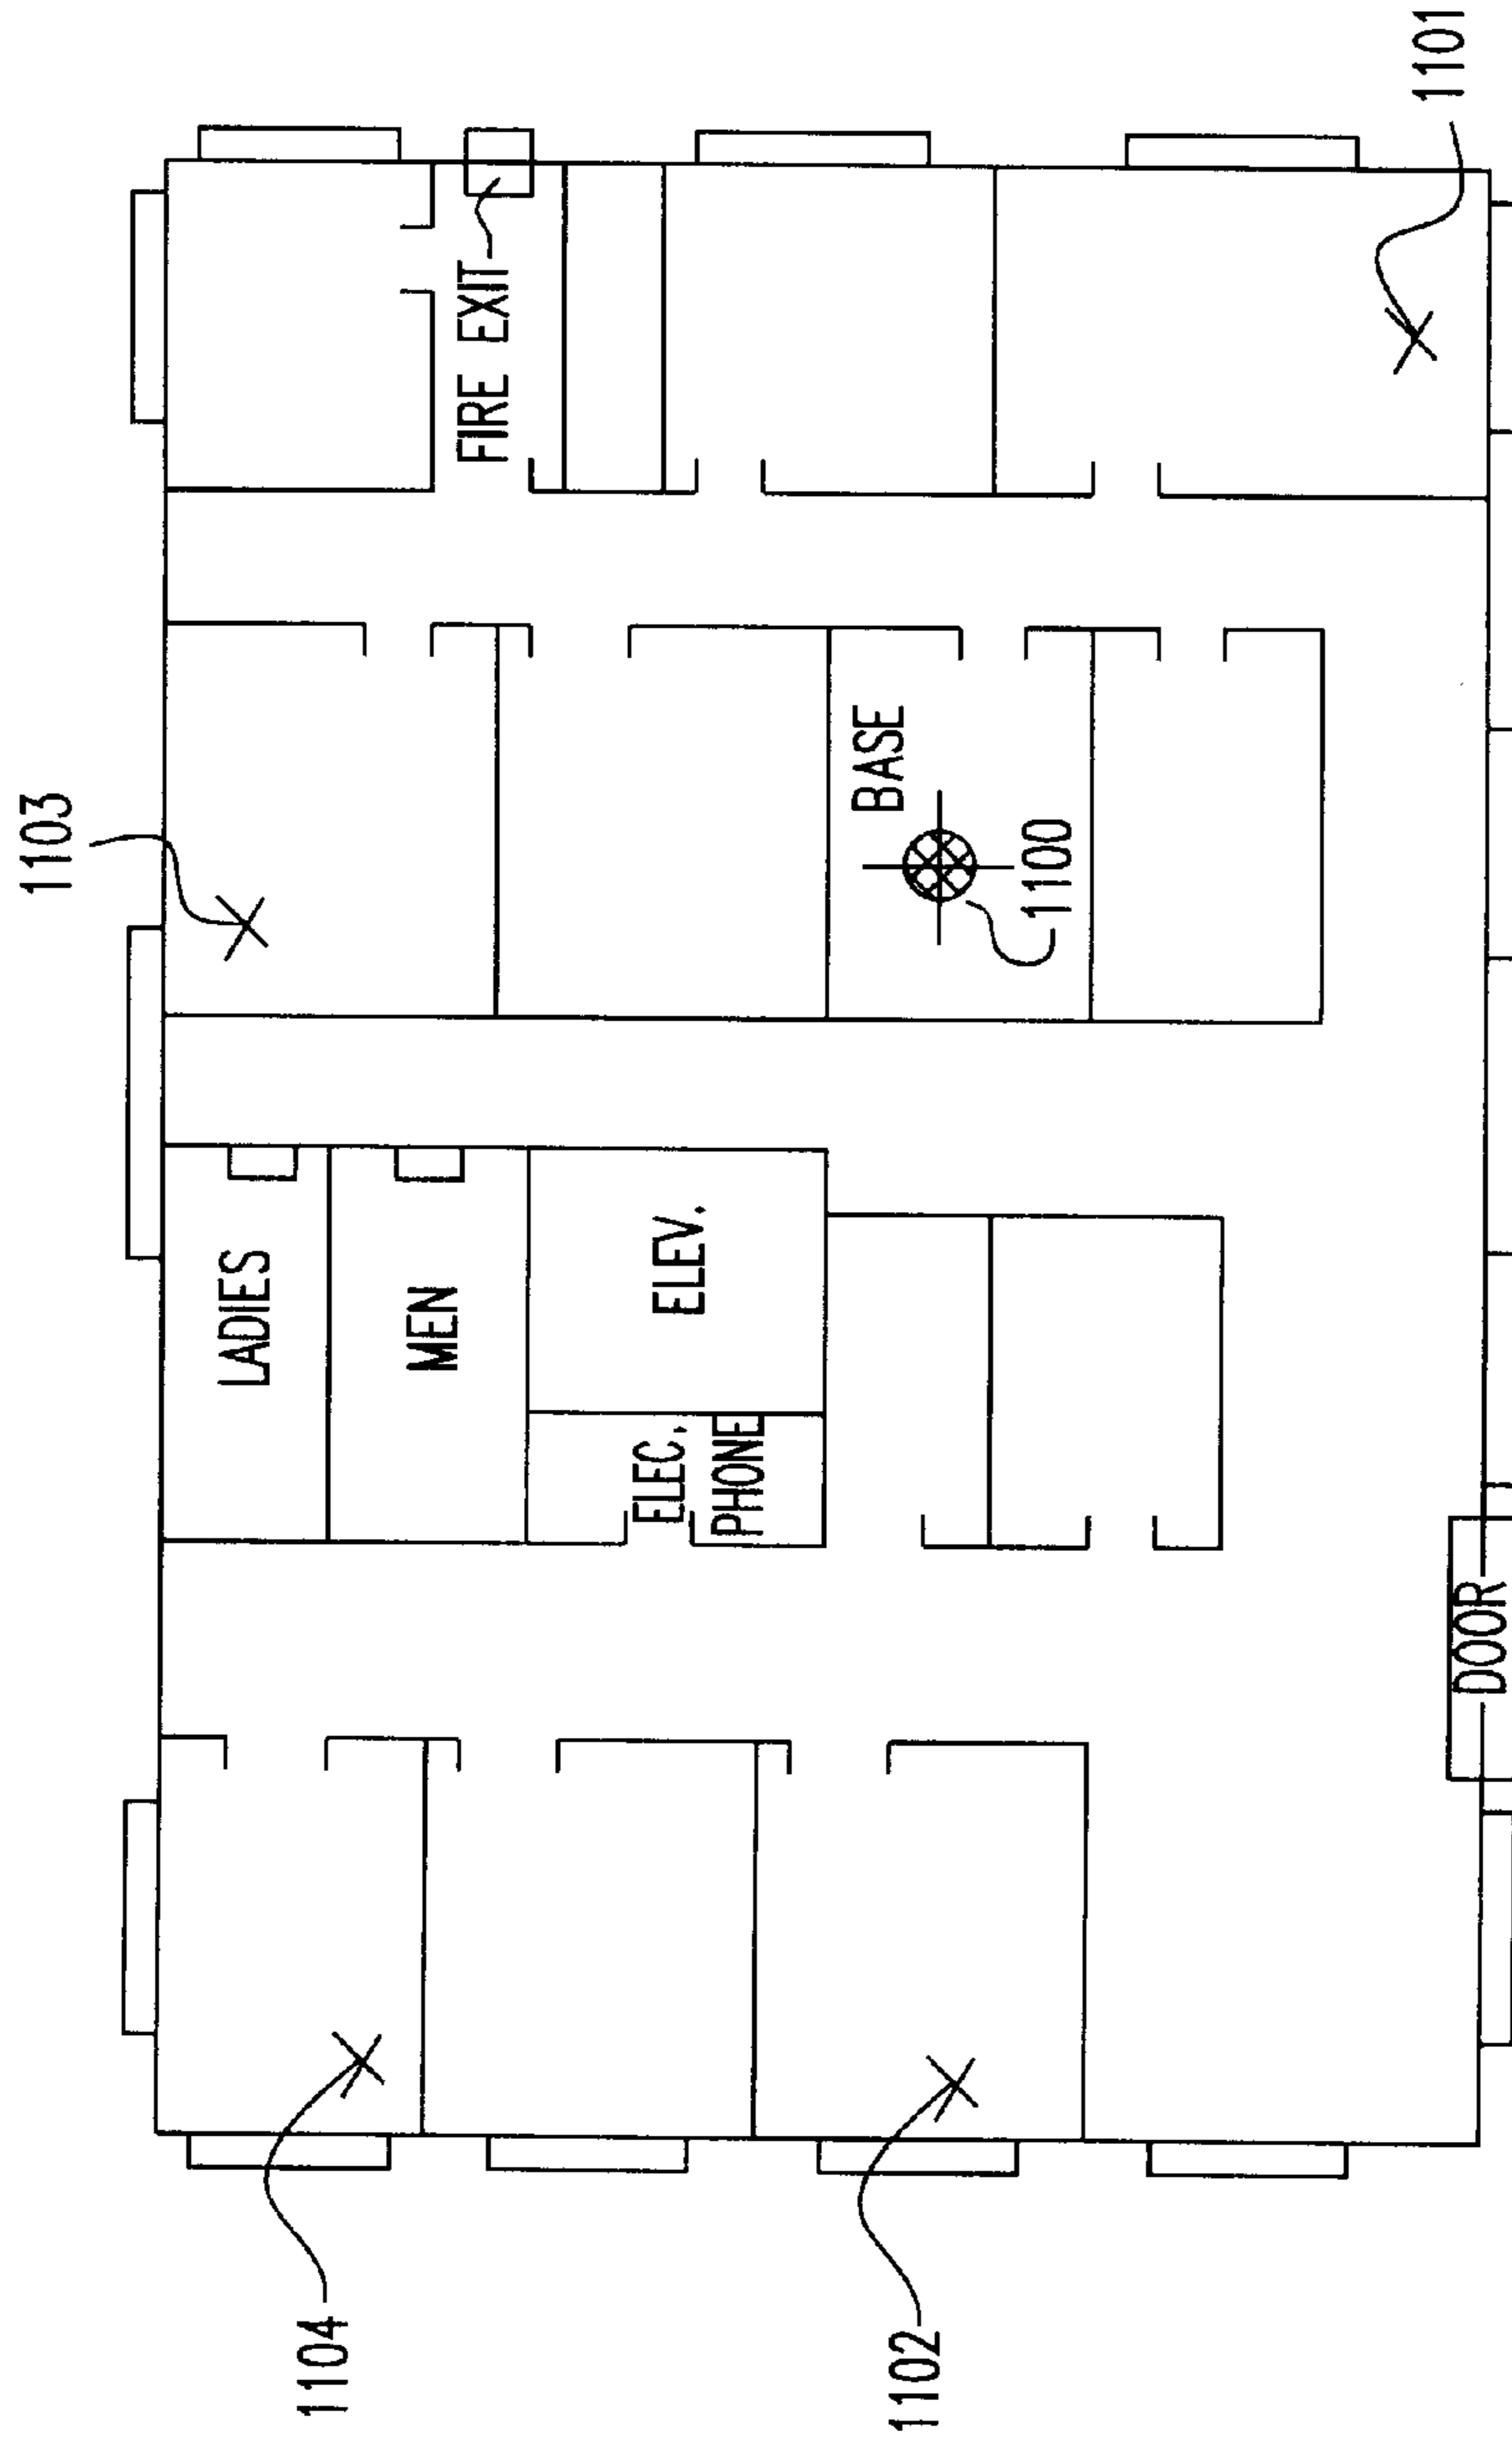 1103
1104
LADIES
FIRE EXIT
MEN
ELEV.
ELEC.
PHONE
BASE
1100
1102
1101
DOOR